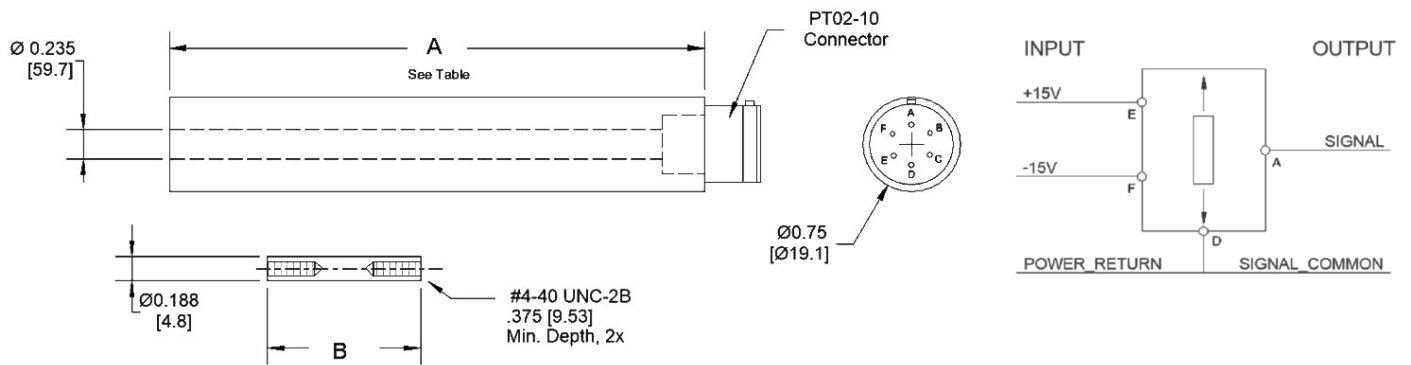 Ø 0.235
[59.7]
A
See Table
PT02-10
Connector
A
B
C
D
E
F
Ø0.75
[Ø19.1]
Ø0.188
[4.8]
B
#4-40 UNC-2B
.375 [9.53]
Min. Depth, 2x
INPUT
OUTPUT
+15V
E
-15V
F
SIGNAL
A
D
POWER_RETURN
SIGNAL_COMMON